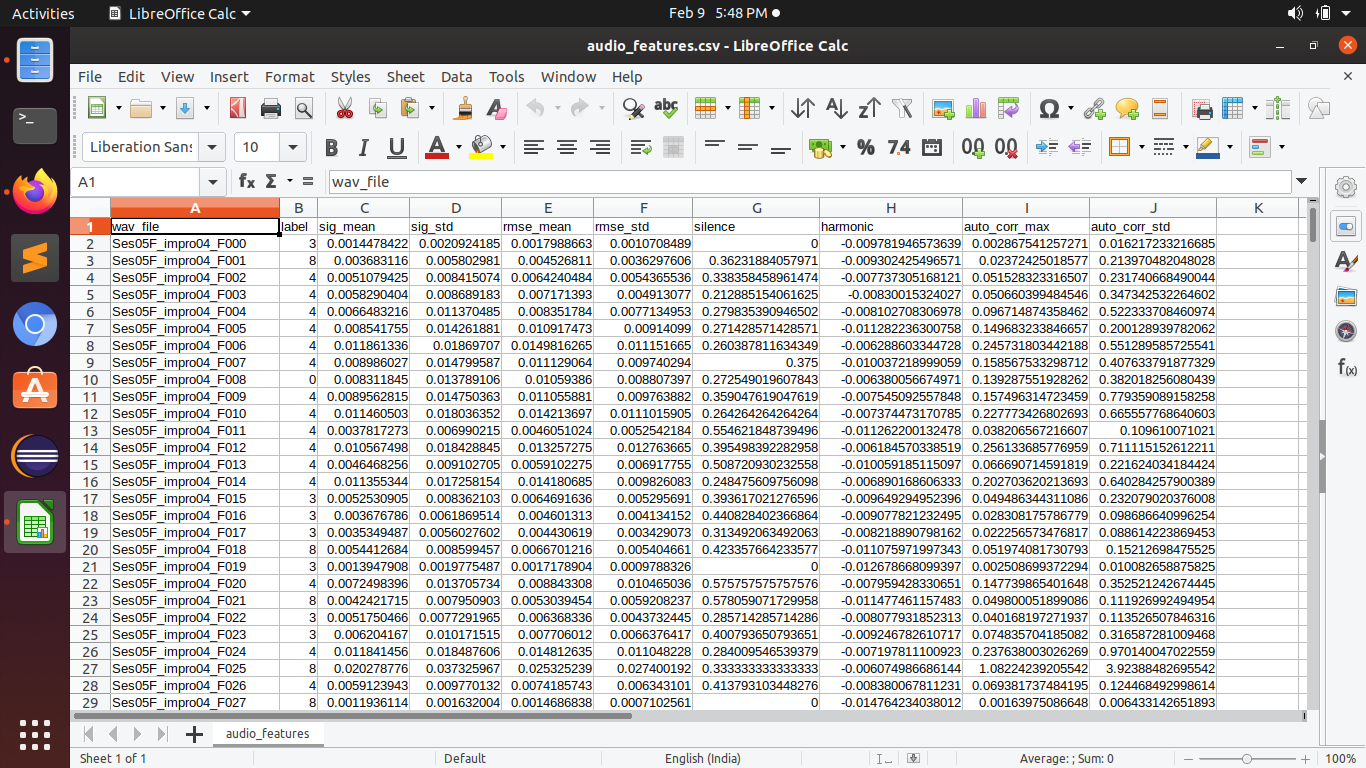 Activities LibreOffice Calc Feb 9 5:48 PM
audio_features.csv - LibreOffice Calc
File Edit View Insert Format Styles Sheet Data Tools Window Help
Liberation Sans 10
A1 wav_file
A B C D E F G H I J K
1 wav_file label sig_mean sig_std rmse_mean rmse_std silence harmonic auto_corr_max auto_corr_std
2 Ses05F_impro04_F000 3 0.0014478422 0.0020924185 0.0017988663 0.0010708489 0 -0.009781946573639 0.002867541257271 0.016217233216685
3 Ses05F_impro04_F001 8 0.003683116 0.005802981 0.004526811 0.0036297606 0.36231884057971 -0.009302425496571 0.02372425018577 0.213970482048028
4 Ses05F_impro04_F002 4 0.0051079425 0.008415074 0.0064240484 0.0054365536 0.338358458961474 -0.007737305168121 0.051528323316507 0.231740668490044
5 Ses05F_impro04_F003 4 0.0058290404 0.008689183 0.007171393 0.004913077 0.212885154061625 -0.00830015324027 0.050660399484546 0.347342532264602
6 Ses05F_impro04_F004 4 0.0066483216 0.011370485 0.008351784 0.0077134953 0.279835390946502 -0.008102708306978 0.096714874358462 0.522333708460974
7 Ses05F_impro04_F005 4 0.008541755 0.014261881 0.010917473 0.00914099 0.271428571428571 -0.011282236300758 0.149683233846657 0.200128939782062
8 Ses05F_impro04_F006 4 0.011861336 0.01869707 0.0149816265 0.011151665 0.260387811634349 -0.006288603344728 0.245731803442188 0.551289585725541
9 Ses05F_impro04_F007 4 0.008986027 0.014799587 0.011129064 0.009740294 0.375 -0.010037218999059 0.158567533298712 0.407633791877329
10 Ses05F_impro04_F008 0 0.008311845 0.013789106 0.01059386 0.008807397 0.272549019607843 -0.006380056674971 0.139287551928262 0.382018256080439
11 Ses05F_impro04_F009 4 0.0089562815 0.014750363 0.011055881 0.009763882 0.359047619047619 -0.007545092557848 0.157496314723459 0.779359089158258
12 Ses05F_impro04_F010 4 0.011460503 0.018036352 0.014213697 0.0111015905 0.264264264264264 -0.007374473170785 0.227773426802693 0.665557768640603
13 Ses05F_impro04_F011 4 0.0037817273 0.006990215 0.0046051024 0.0052542184 0.554621848739496 -0.011262200132478 0.038206567216607 0.109610071021
14 Ses05F_impro04_F012 4 0.010567498 0.018428845 0.013257275 0.012763665 0.395498392282958 -0.006184570338519 0.256133685776959 0.711115152612211
15 Ses05F_impro04_F013 4 0.0046468256 0.009102705 0.0059102275 0.006917755 0.508720930232558 -0.010059185115097 0.066690714591819 0.221624034184424
16 Ses05F_impro04_F014 4 0.011355344 0.017258154 0.014180685 0.009826083 0.248475609756098 -0.006890168606333 0.202703620213693 0.640284257900389
17 Ses05F_impro04_F015 3 0.0052530905 0.008362103 0.0064691636 0.005295691 0.393617021276596 -0.009649294952396 0.049486344311086 0.232079020376008
18 Ses05F_impro04_F016 3 0.003676786 0.0061869514 0.004601313 0.004134152 0.440828402366864 -0.009077821232495 0.028308175786779 0.098686640996254
19 Ses05F_impro04_F017 3 0.0035349487 0.0056027602 0.004430619 0.003429073 0.313492063492063 -0.008218890798162 0.022256573476817 0.088614223869453
20 Ses05F_impro04_F018 8 0.0054412684 0.008599457 0.0066701216 0.005404661 0.423357664233577 -0.011075971997343 0.051974081730793 0.15212698475525
21 Ses05F_impro04_F019 3 0.0013947908 0.0019775487 0.0017178904 0.0009788326 0 -0.012678668099397 0.002508699372294 0.010082658875825
22 Ses05F_impro04_F020 4 0.0072498396 0.013705734 0.008843308 0.010465036 0.575757575757576 -0.007959428330651 0.147739865401648 0.352521242674445
23 Ses05F_impro04_F021 8 0.0042421715 0.007950903 0.0053039454 0.0059208237 0.578059071729958 -0.011477461157483 0.049800051899086 0.111926992494954
24 Ses05F_impro04_F022 3 0.0051750466 0.0077291965 0.006368336 0.0043732445 0.285714285714286 -0.008077931852313 0.040168197271937 0.113526507846316
25 Ses05F_impro04_F023 3 0.006204167 0.010171515 0.007706012 0.0066376417 0.400793650793651 -0.009246782610717 0.074835704185082 0.316587281009468
26 Ses05F_impro04_F024 4 0.011841456 0.018487606 0.014812635 0.011048228 0.284009546539379 -0.007197811100923 0.237638003026269 0.970140047022559
27 Ses05F_impro04_F025 8 0.020278776 0.037325967 0.025325239 0.027400192 0.333333333333333 -0.006074506686144 1.08224239205542 3.92388482695542
28 Ses05F_impro04_F026 4 0.0059123943 0.009770132 0.0074185743 0.006343101 0.413793103448276 -0.008380067811231 0.069381737484195 0.124468492998614
29 Ses05F_impro04_F027 8 0.0011936114 0.001632004 0.0014686838 0.0007102561 0 -0.014764234038012 0.00163975086648 0.006433142651893
audio_features
Sheet 1 of 1 Default English (India) Average: ; Sum: 0 100%